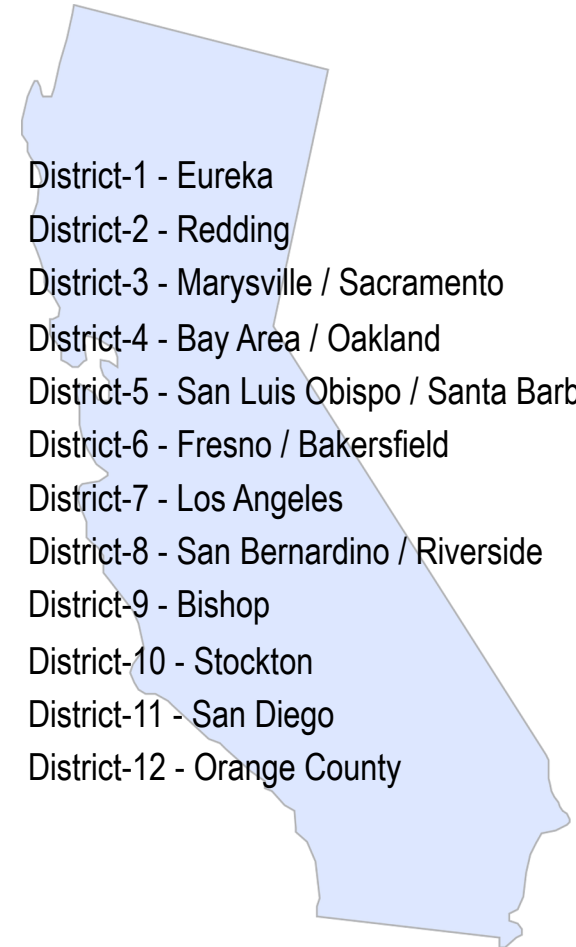 District-1 - Eureka
District-2 - Redding
District-3 - Marysville / Sacramento
District-4 - Bay Area / Oakland
District-5 - San Luis Obispo / Santa Barb
District-6 - Fresno / Bakersfield
District-7 - Los Angeles
District-8 - San Bernardino / Riverside
District-9 - Bishop
District-10 - Stockton
District-11 - San Diego
District-12 - Orange County